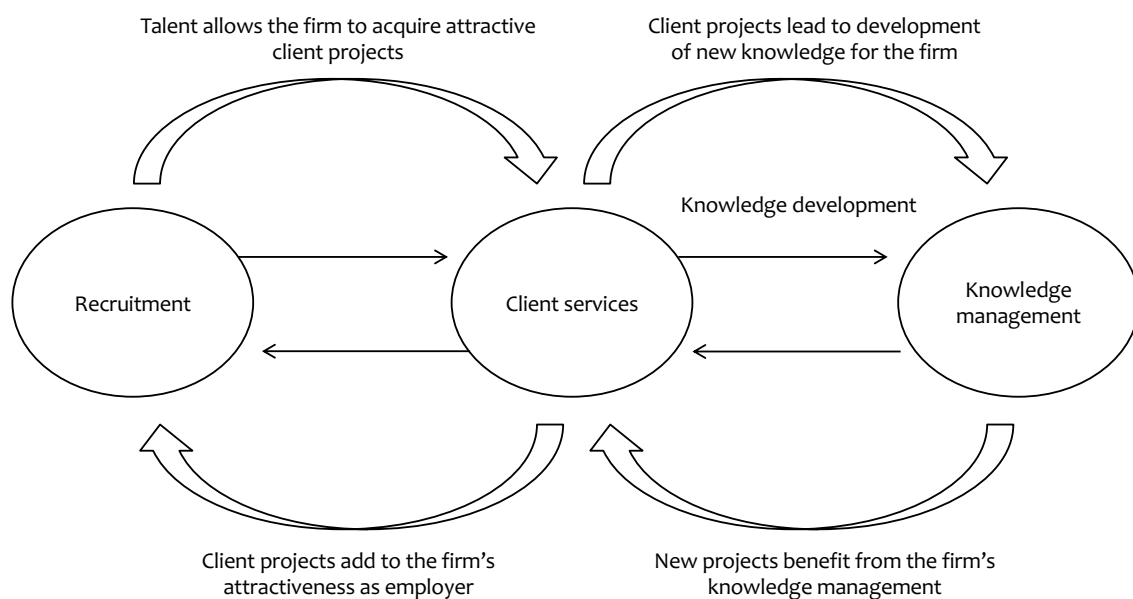 Talent allows the firm to acquire attractive
client projects
Client projects lead to development
of new knowledge for the firm
Knowledge development
Recruitment
Client services
Knowledge
management
Client projects add to the firm’s
attractiveness as employer
New projects benefit from the firm’s
knowledge management